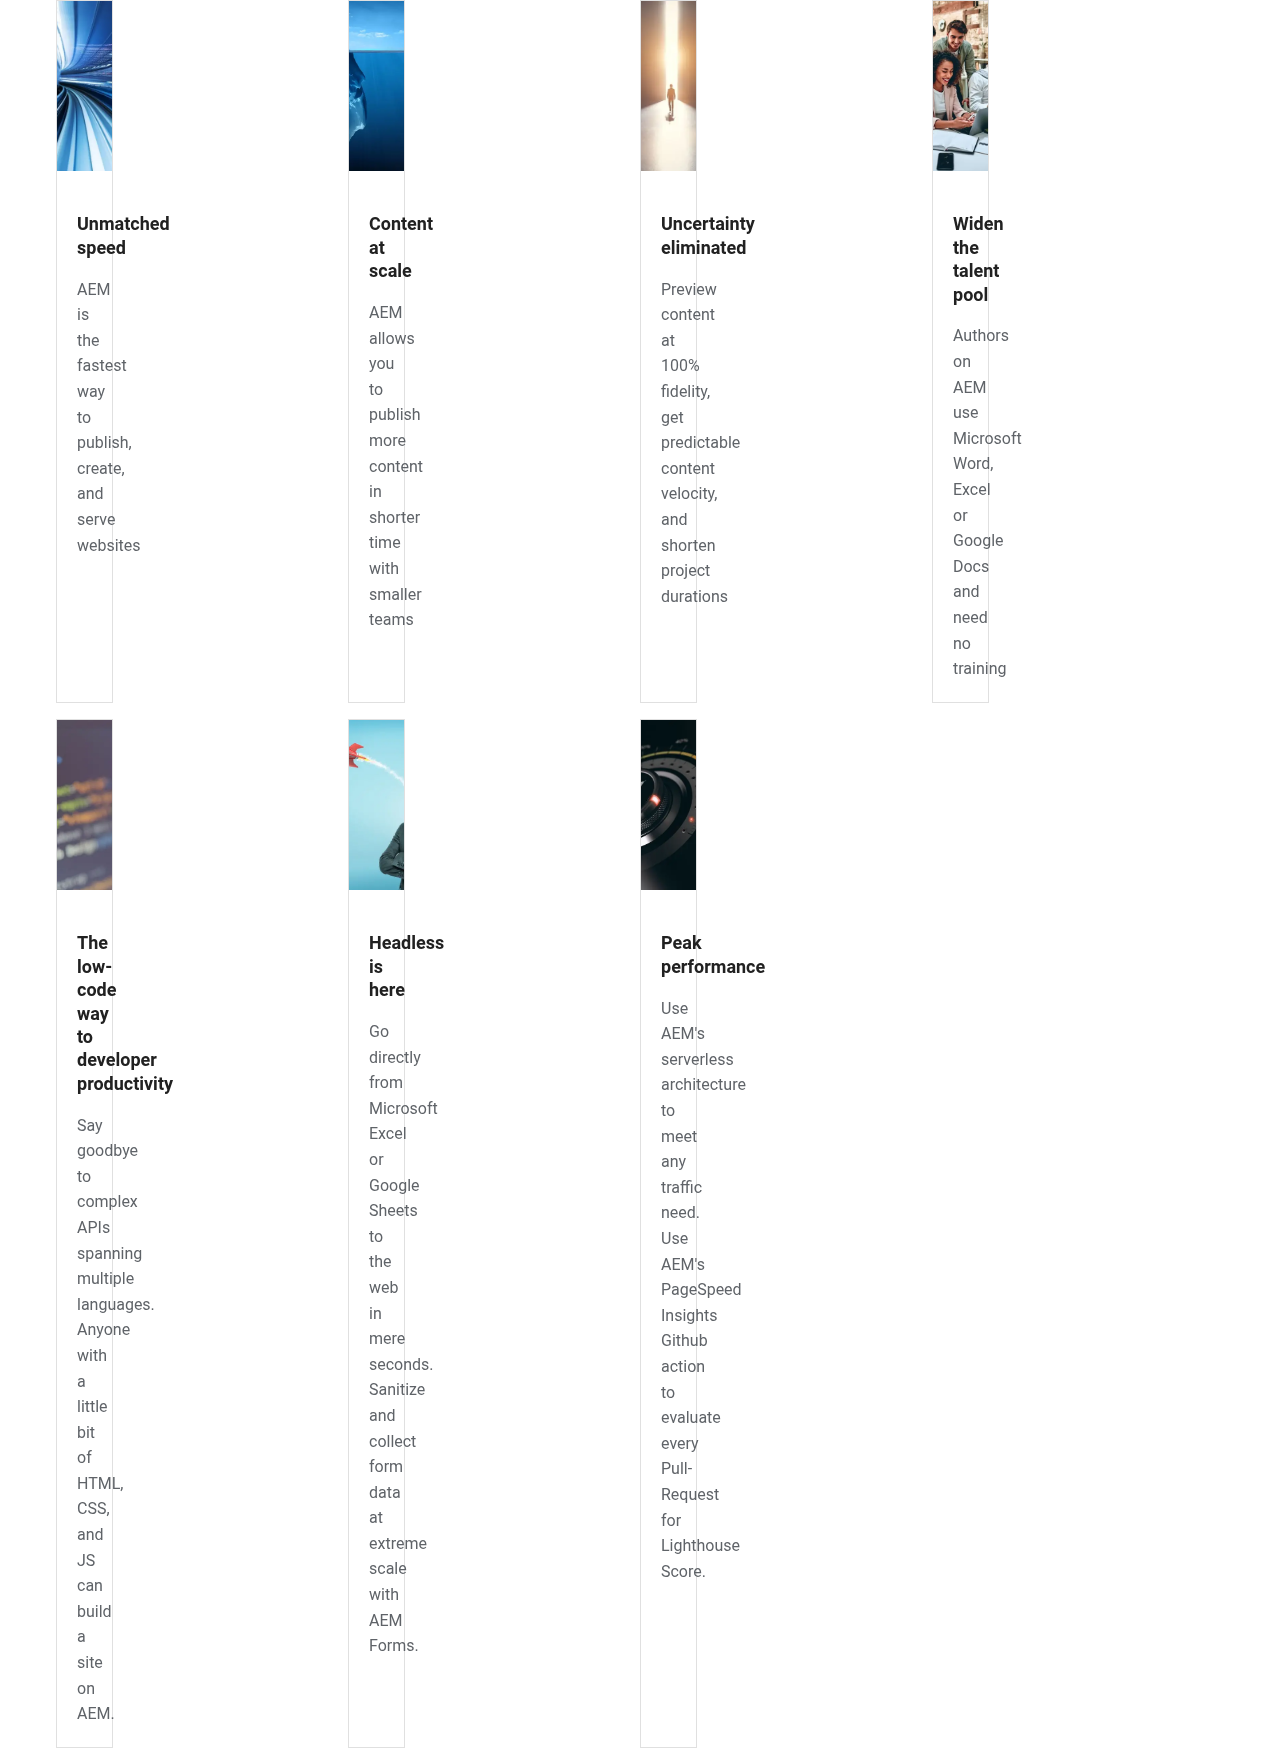 Unmatched
speed
AEM
is
the
fastest
way
to
publish,
create,
and
serve
websites
Content
at
scale
AEM
allows
you
to
publish
more
content
in
shorter
time
with
smaller
teams
Uncertainty
eliminated
Preview
content
at
100%
fidelity,
get
predictable
content
velocity,
and
shorten
project
durations
Widen
the
talent
pool
Authors
on
AEM
use
Microsoft
Word,
Excel
or
Google
Docs
and
need
no
training
The
low-
code
way
to
developer
productivity
Say
goodbye
to
complex
APIs
spanning
multiple
languages.
Anyone
with
a
little
bit
of
HTML,
CSS,
and
JS
can
build
a
site
on
AEM.
Headless
is
here
Go
directly
from
Microsoft
Excel
or
Google
Sheets
to
the
web
in
mere
seconds.
Sanitize
and
collect
form
data
at
extreme
scale
with
AEM
Forms.
Peak
performance
Use
AEM's
serverless
architecture
to
meet
any
traffic
need.
Use
AEM's
PageSpeed
Insights
Github
action
to
evaluate
every
Pull-
Request
for
Lighthouse
Score.